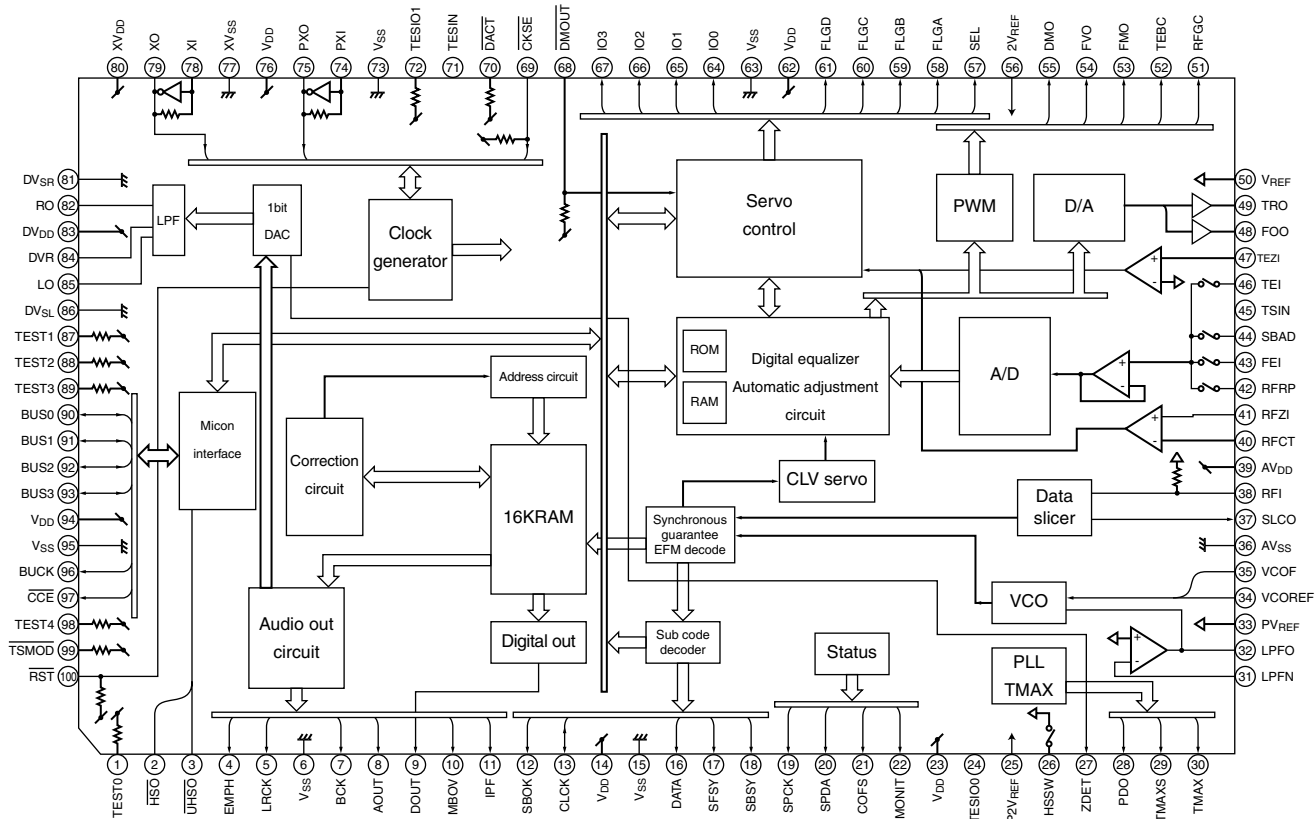 XVDD
XO
XI
XVSS
VDD
PXO
PXI
VSS
TESIO1
TESIN
DACT
CKSE
DMOUT
IO3
IO2
IO1
IO0
VSS
VDD
FLGD
FLGC
FLGB
FLGA
SEL
2VREF
DMO
FVO
FMO
TEBC
RFGC
80
79
78
77
76
75
74
73
72
71
70
69
68
67
66
65
64
63
62
61
60
59
58
57
56
55
54
53
52
51
DVSR 81
RO 82
DVDD 83
DVR 84
LO 85
DVSL 86
TEST1 87
TEST2 88
TEST3 89
BUS0 90
BUS1 91
BUS2 92
BUS3 93
VDD 94
VSS 95
BUCK 96
CCE 97
TEST4 98
TSMOD 99
RST 100
LPF
1bit
DAC
Clock
generator
Servo
control
PWM
D/A
ROM
RAM
Digital equalizer
Automatic adjustment
circuit
A/D
Address circuit
Micon
interface
Correction
circuit
16KRAM
CLV servo
Synchronous
guarantee
EFM decode
Data
slicer
VCO
Audio out
circuit
Digital out
Sub code
decoder
Status
PLL
TMAX
+
-
+
-
+
+
-
+
-
50 VREF
49 TRO
48 FOO
47 TEZI
46 TEI
45 TSIN
44 SBAD
43 FEI
42 RFRP
41 RFZI
40 RFCT
39 AVDD
38 RFI
37 SLCO
36 AVSS
35 VCOF
34 VCOREF
33 PVREF
32 LPFO
31 LPFN
1
2
3
4
5
6
7
8
9
10
11
12
13
14
15
16
17
18
19
20
21
22
23
24
25
26
27
28
29
30
TEST0
HSO
UHSO
EMPH
LRCK
VSS
BCK
AOUT
DOUT
MBOV
IPF
SBOK
CLCK
VDD
VSS
DATA
SFSY
SBSY
SPCK
SPDA
COFS
MONIT
VDD
TESIO0
P2VREF
HSSW
ZDET
PDO
TMAXS
TMAX